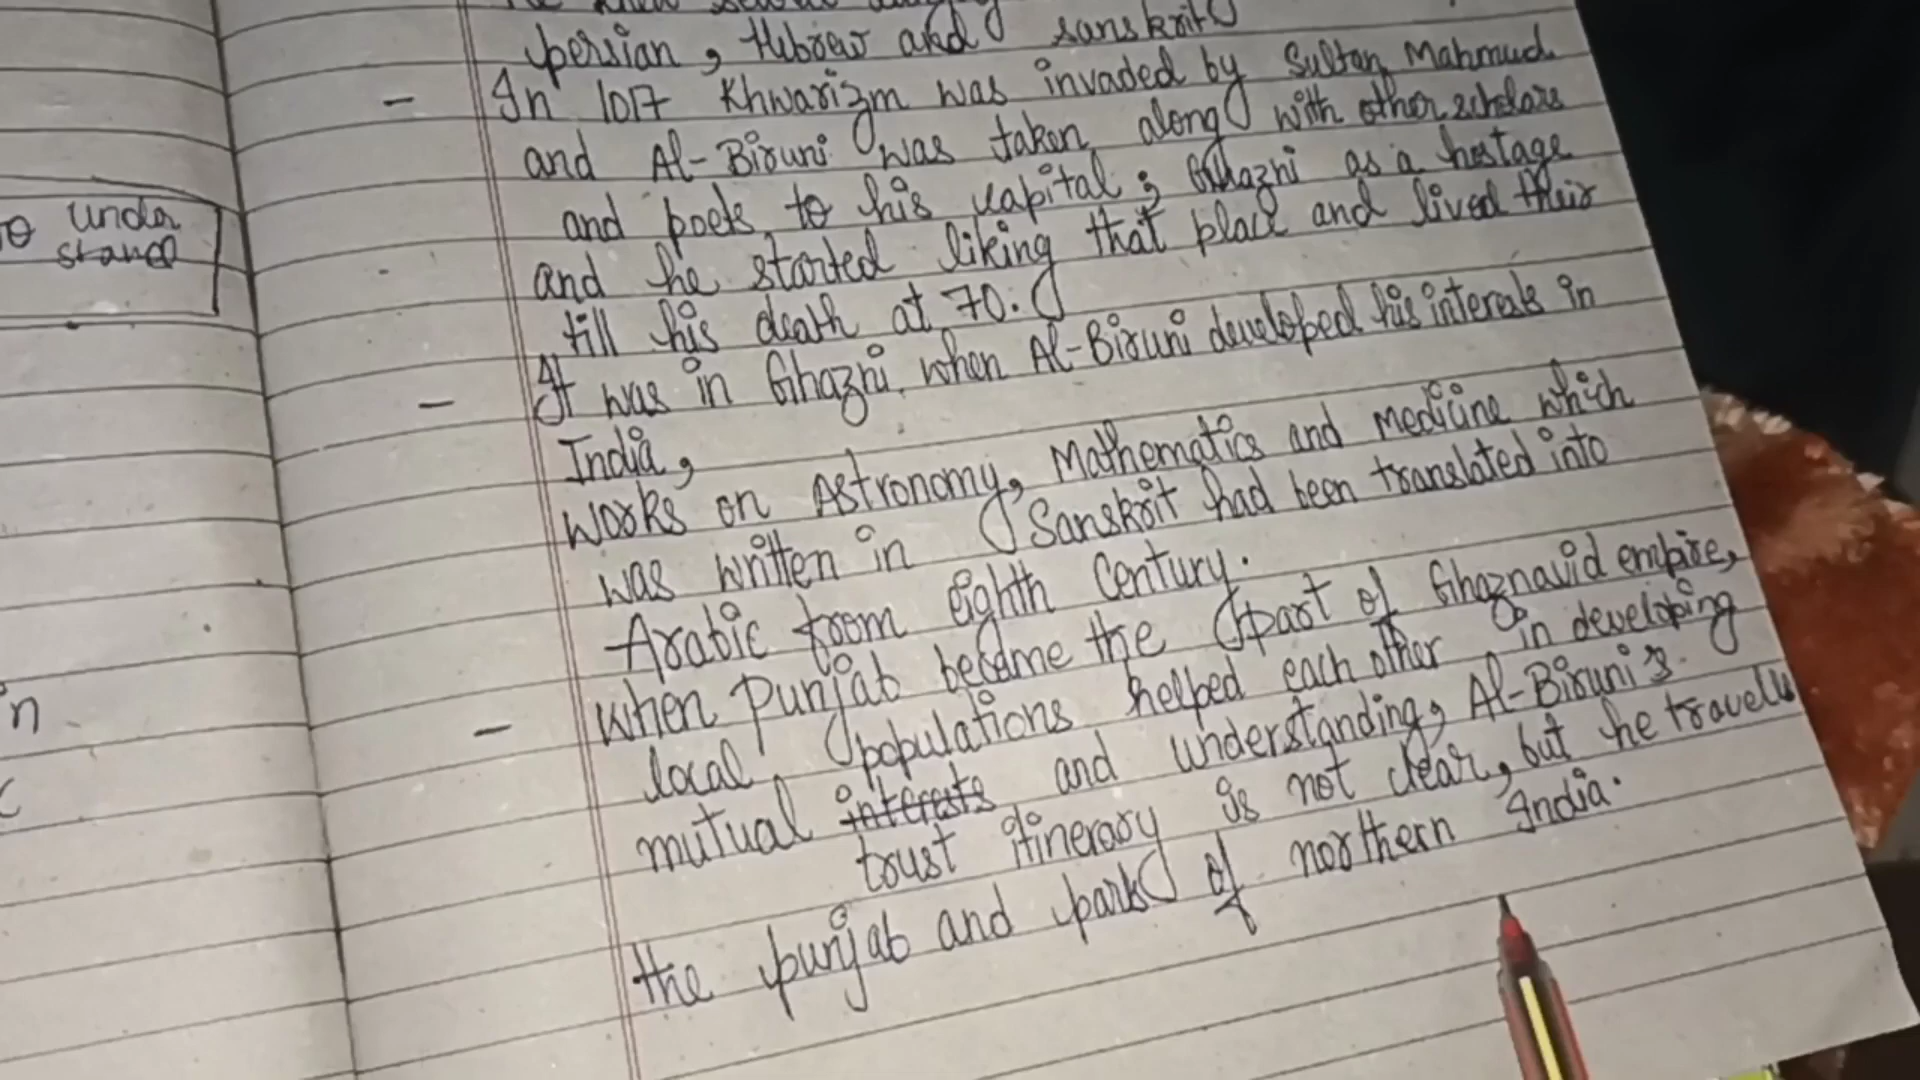 to under
stand
n
c
persian, Hebrew and sanskrit
- In 1017 Khwarizm was invaded by Sultan Mahmud
and Al-Biruni was taken along with other scholars
and poets to his capital, Ghazni as a hostage
and he started liking that place and lived their
till his death at 70.
- It was in Ghazni when Al-Biruni developed his interests in
India,
works on Astronomy, Mathematics and medicine which
was written in Sanskrit had been translated into
Arabic from eighth century.
- when punjab became the part of Ghaznavid empire,
local populations helped each other in developing
mutual interests and understanding, Al-Biruni's
trust itinerary is not clear, but he travelled
the punjab and parts of northern India.